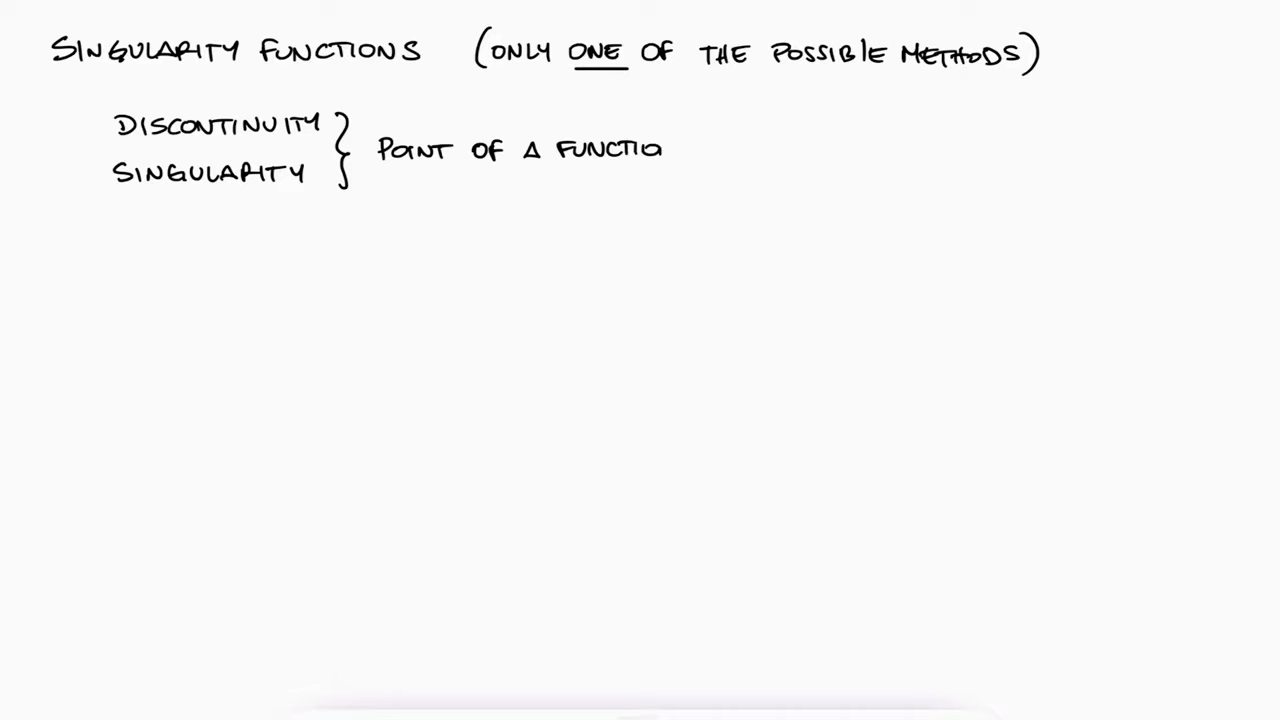 SINGULARITY FUNCTIONS (ONLY ONE OF THE POSSIBLE METHODS)
DISCONTINUITY
SINGULARITY
POINT OF A FUNCTIO